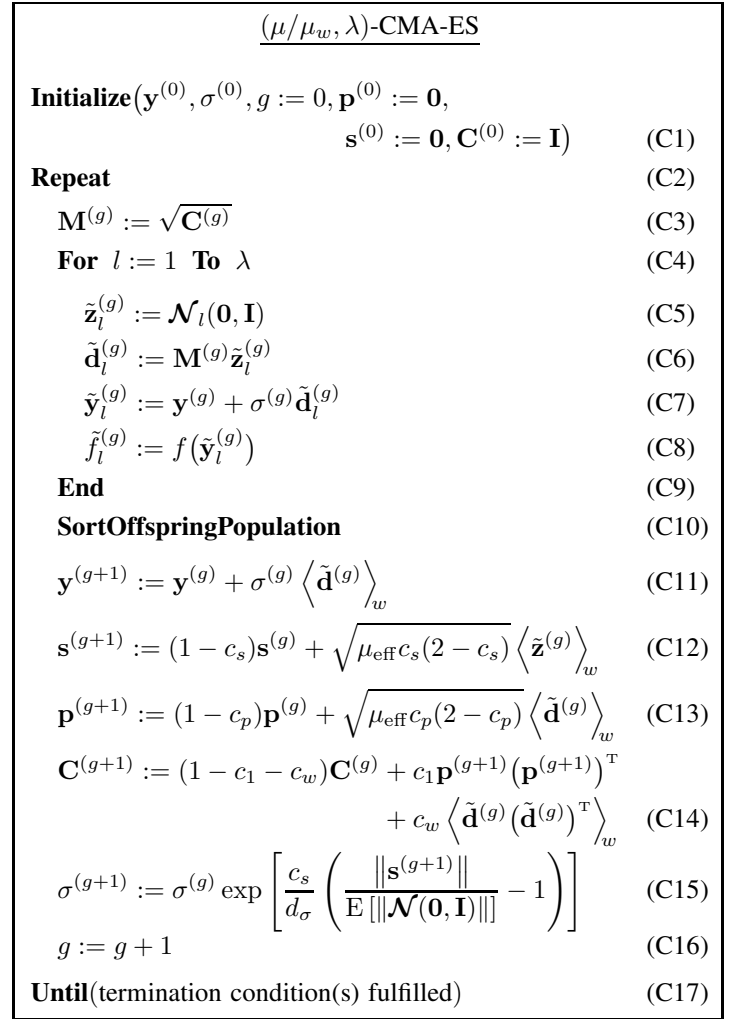 (μ/μ_w, λ)-CMA-ES
Initialize(y^{(0)}, σ^{(0)}, g := 0, p^{(0)} := 0,
s^{(0)} := 0, C^{(0)} := I) (C1)
Repeat (C2)
M^{(g)} := √C^{(g)} (C3)
For l := 1 To λ (C4)
z̃_l^{(g)} := 𝓝_l(0, I) (C5)
d̃_l^{(g)} := M^{(g)} z̃_l^{(g)} (C6)
ỹ_l^{(g)} := y^{(g)} + σ^{(g)} d̃_l^{(g)} (C7)
f̃_l^{(g)} := f(ỹ_l^{(g)}) (C8)
End (C9)
SortOffspringPopulation (C10)
y^{(g+1)} := y^{(g)} + σ^{(g)} ⟨d̃^{(g)}⟩_w (C11)
s^{(g+1)} := (1 − c_s)s^{(g)} + √(μ_eff c_s(2 − c_s)) ⟨z̃^{(g)}⟩_w (C12)
p^{(g+1)} := (1 − c_p)p^{(g)} + √(μ_eff c_p(2 − c_p)) ⟨d̃^{(g)}⟩_w (C13)
C^{(g+1)} := (1 − c_1 − c_w)C^{(g)} + c_1 p^{(g+1)}(p^{(g+1)})^T
+ c_w ⟨d̃^{(g)}(d̃^{(g)})^T⟩_w (C14)
σ^{(g+1)} := σ^{(g)} exp[c_s/d_σ (‖s^{(g+1)}‖/E[‖𝓝(0, I)‖] − 1)] (C15)
g := g + 1 (C16)
Until(termination condition(s) fulfilled) (C17)